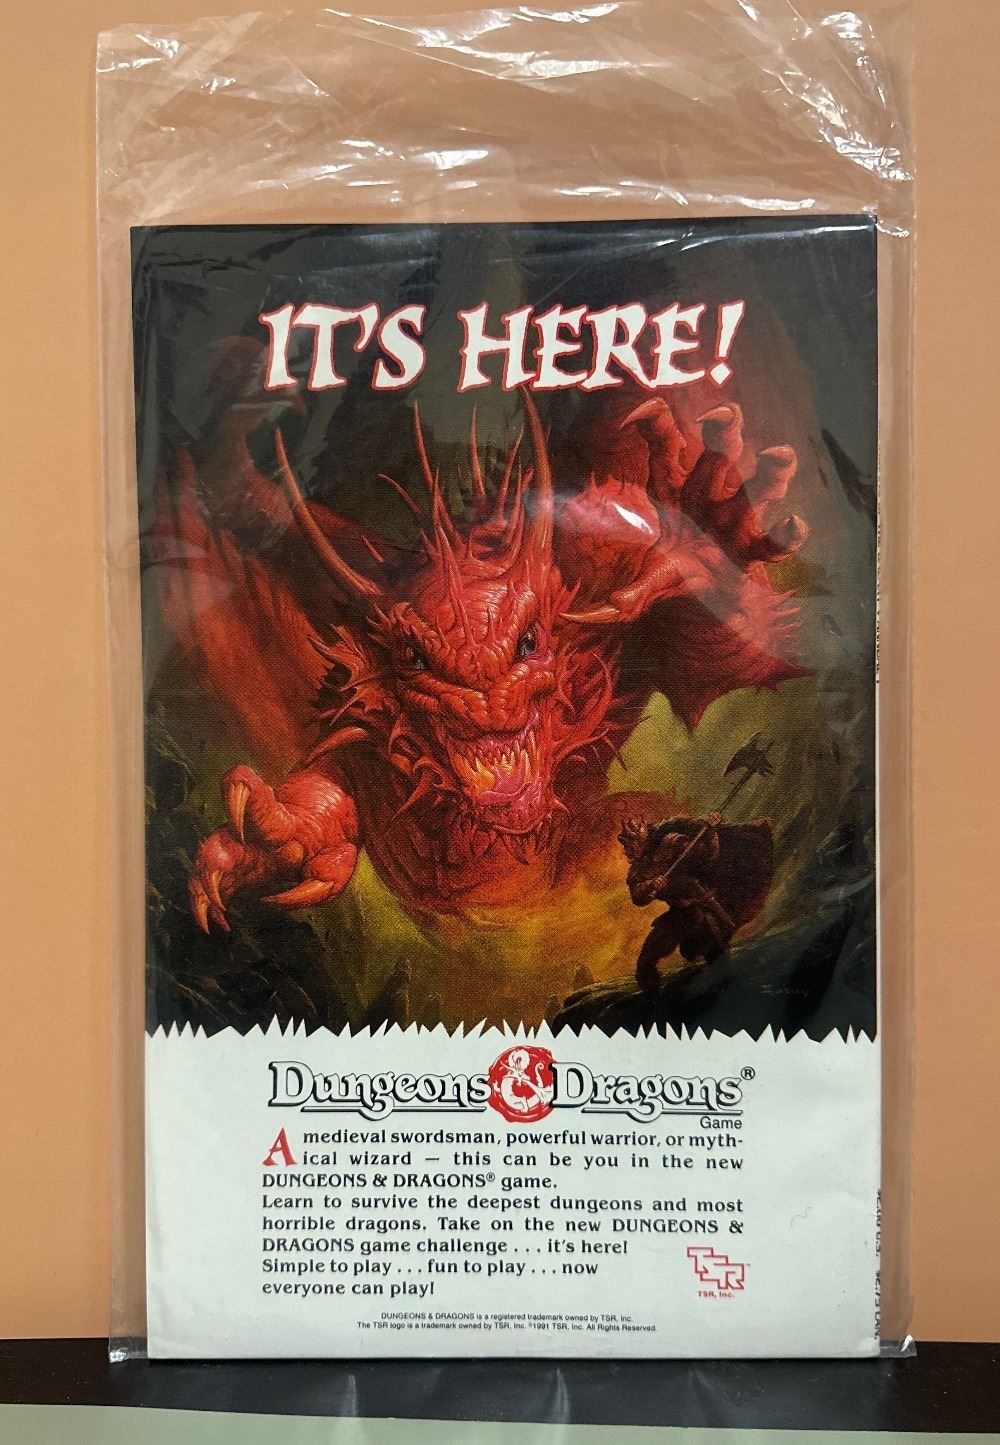 IT'S HERE!
Easley
Dungeons & Dragons®
Game
A medieval swordsman, powerful warrior, or myth-
ical wizard — this can be you in the new
DUNGEONS & DRAGONS® game.
Learn to survive the deepest dungeons and most
horrible dragons. Take on the new DUNGEONS &
DRAGONS game challenge . . . it's here!
Simple to play . . . fun to play . . . now
everyone can play!
TSR
TSR, Inc.
DUNGEONS & DRAGONS is a registered trademark owned by TSR, Inc.
The TSR logo is a trademark owned by TSR, Inc. ©1991 TSR, Inc. All Rights Reserved.